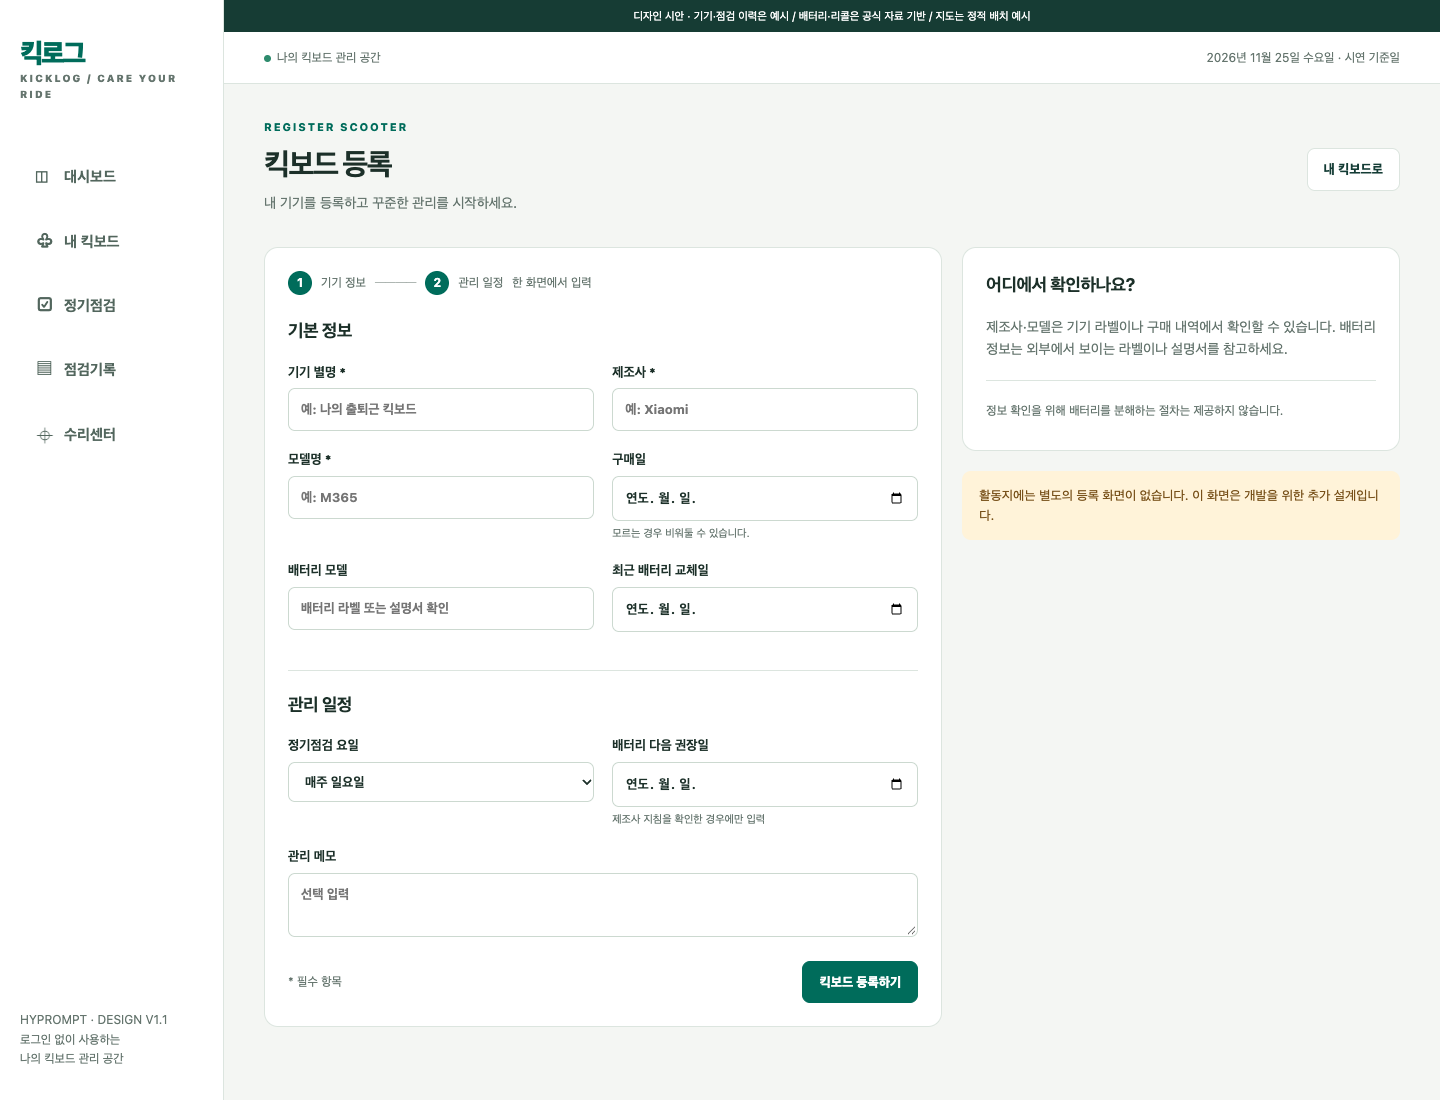 디자인 시안 · 기기·점검 이력은 예시 / 배터리·리콜은 공식 자료 기반 / 지도는 정적 배치 예시
킥로그
KICKLOG / CARE YOUR
RIDE
대시보드
내 킥보드
정기점검
점검기록
수리센터
HYPROMPT · DESIGN V1.1
로그인 없이 사용하는
나의 킥보드 관리 공간
나의 킥보드 관리 공간
2026년 11월 25일 수요일 · 시연 기준일
REGISTER SCOOTER
킥보드 등록
내 기기를 등록하고 꾸준한 관리를 시작하세요.
내 킥보드로
1 기기 정보 2 관리 일정 한 화면에서 입력
기본 정보
기기 별명 *
예: 나의 출퇴근 킥보드
제조사 *
예: Xiaomi
모델명 *
예: M365
구매일
연도. 월. 일.
모르는 경우 비워둘 수 있습니다.
배터리 모델
배터리 라벨 또는 설명서 확인
최근 배터리 교체일
연도. 월. 일.
관리 일정
정기점검 요일
매주 일요일
배터리 다음 권장일
연도. 월. 일.
제조사 지침을 확인한 경우에만 입력
관리 메모
선택 입력
* 필수 항목
킥보드 등록하기
어디에서 확인하나요?
제조사·모델은 기기 라벨이나 구매 내역에서 확인할 수 있습니다. 배터리
정보는 외부에서 보이는 라벨이나 설명서를 참고하세요.
정보 확인을 위해 배터리를 분해하는 절차는 제공하지 않습니다.
활동지에는 별도의 등록 화면이 없습니다. 이 화면은 개발을 위한 추가 설계입니
다.